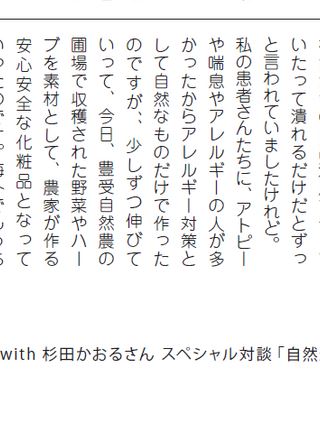 いたって潰れるだけだとずっ
と言われていましたけれど。
私の患者さんたちに、アトピー
や喘息やアレルギーの人が多
かったからアレルギー対策と
して自然なものだけで作った
のですが、、少しずつ伸びて
いって、今日、豊受自然農の
圃場で収穫された野菜やハー
ブを素材として、農家が作る
安心安全な化粧品となって
with 杉田かおるさん スペシャル対談「自然